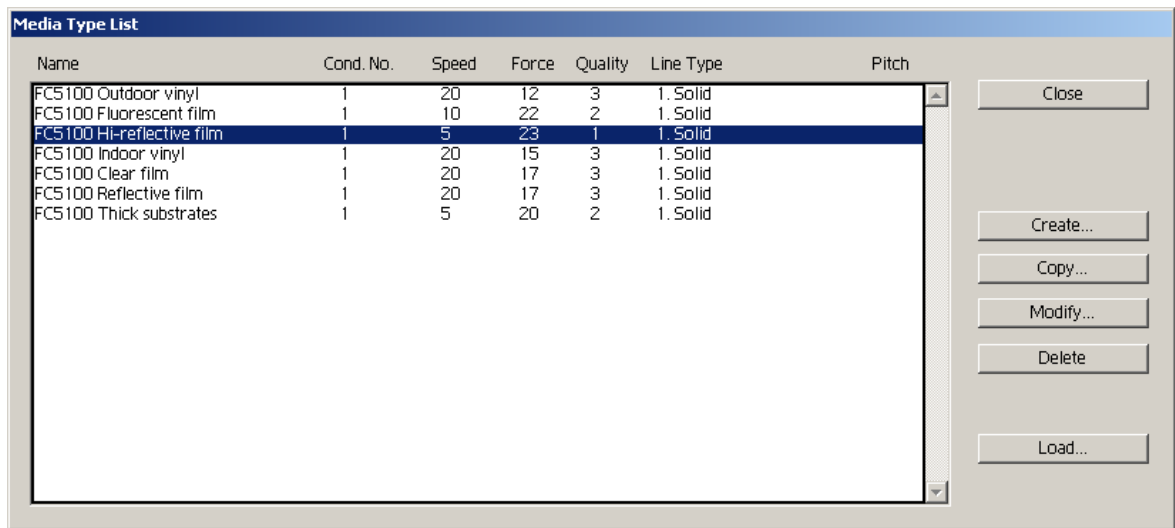 Media Type List
Name Cond. No. Speed Force Quality Line Type Pitch
FC5100 Outdoor vinyl 1 20 12 3 1. Solid
FC5100 Fluorescent film 1 10 22 2 1. Solid
FC5100 Hi-reflective film 1 5 23 1 1. Solid
FC5100 Indoor vinyl 1 20 15 3 1. Solid
FC5100 Clear film 1 20 17 3 1. Solid
FC5100 Reflective film 1 20 17 3 1. Solid
FC5100 Thick substrates 1 5 20 2 1. Solid
Close
Create...
Copy...
Modify...
Delete
Load...